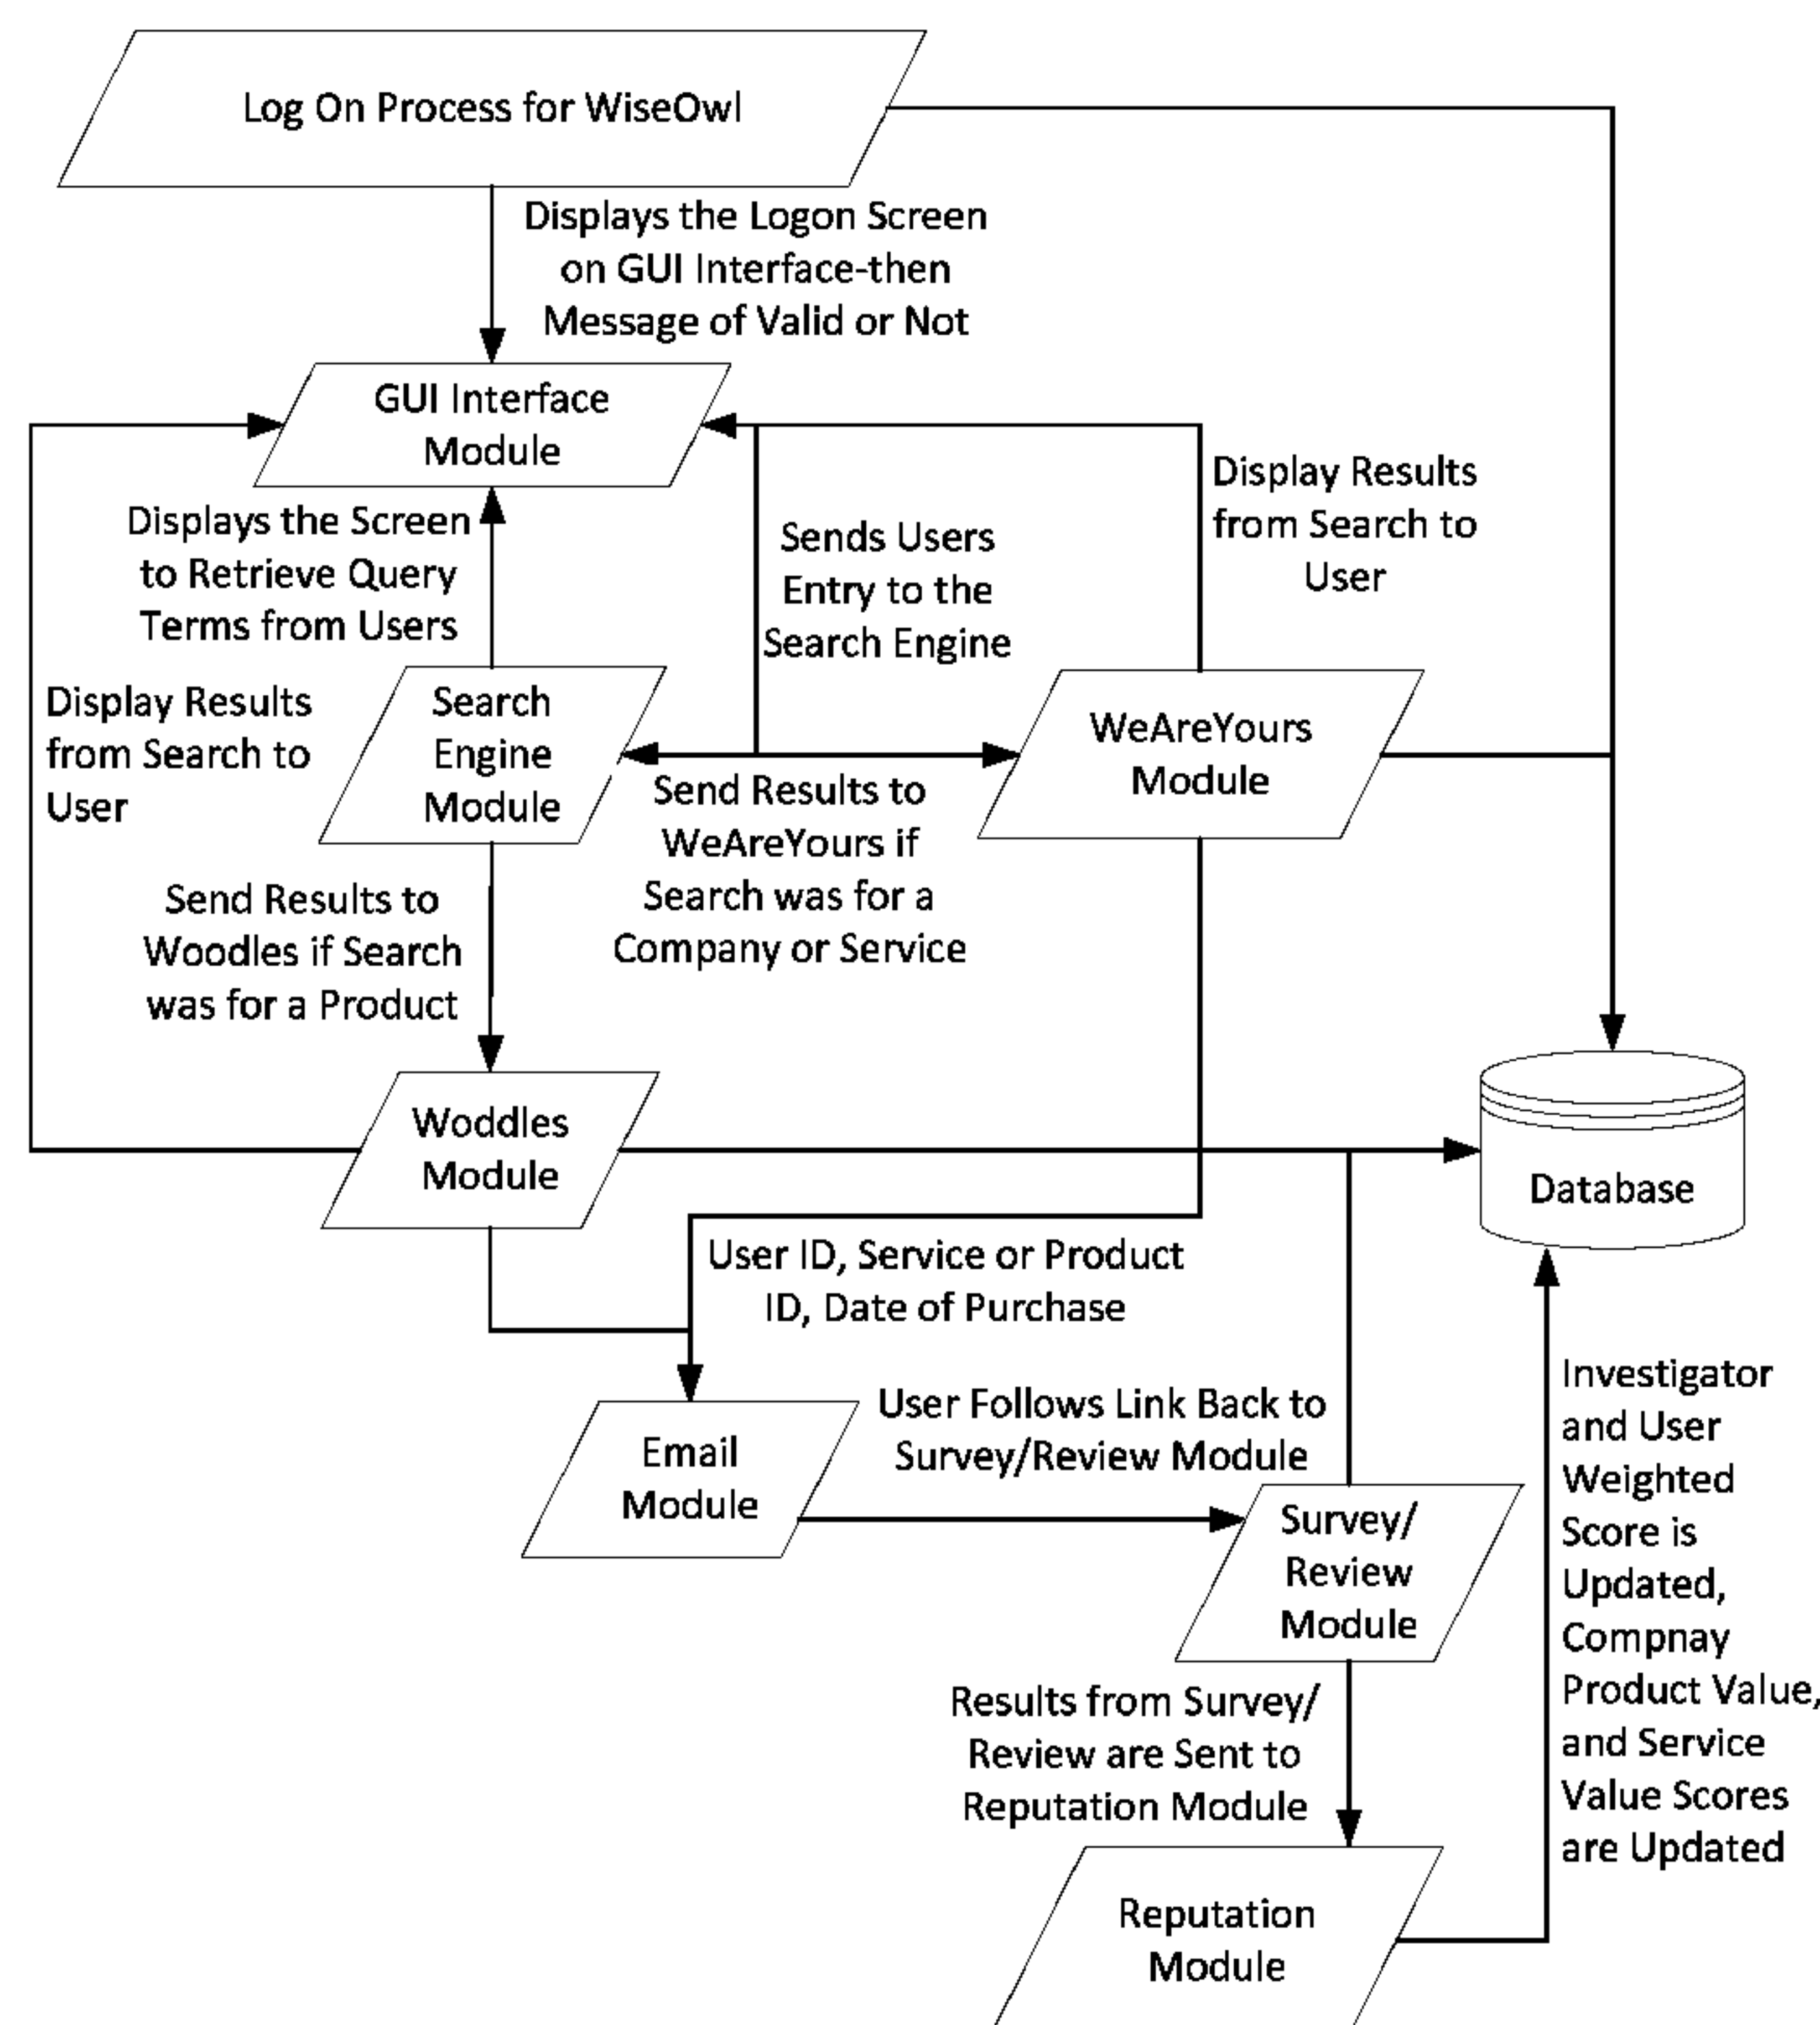 Log On Process for WiseOwl
Displays the Logon Screen
on GUI Interface-then
Message of Valid or Not
GUI Interface
Module
Displays the Screen
to Retrieve Query
Terms from Users
Sends Users
Entry to the
Search Engine
Display Results
from Search to
User
Display Results
from Search to
User
Search
Engine
Module
WeAreYours
Module
Send Results to
WeAreYours if
Search was for a
Company or Service
Send Results to
Woodles if Search
was for a Product
Woddles
Module
Database
User ID, Service or Product
ID, Date of Purchase
Email
Module
User Follows Link Back to
Survey/Review Module
Survey/
Review
Module
Investigator
and User
Weighted
Score is
Updated,
Compnay
Product Value,
and Service
Value Scores
are Updated
Results from Survey/
Review are Sent to
Reputation Module
Reputation
Module